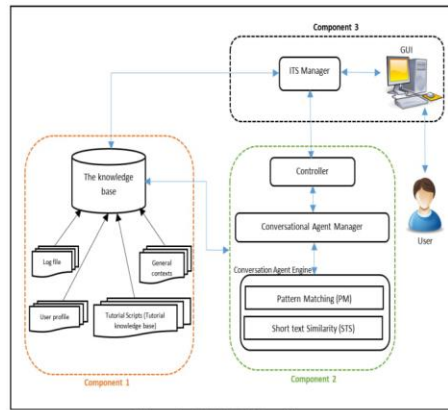 Component 3
GUI
ITS Manager
The knowledge
base
Controller
Conversational Agent Manager
User
Log file
General
contexts
Conversation Agent Engine
Pattern Matching (PM)
User profile
Tutorial Scripts (Tutorial
knowledge base)
Short text Similarity (STS)
Component 1
Component 2